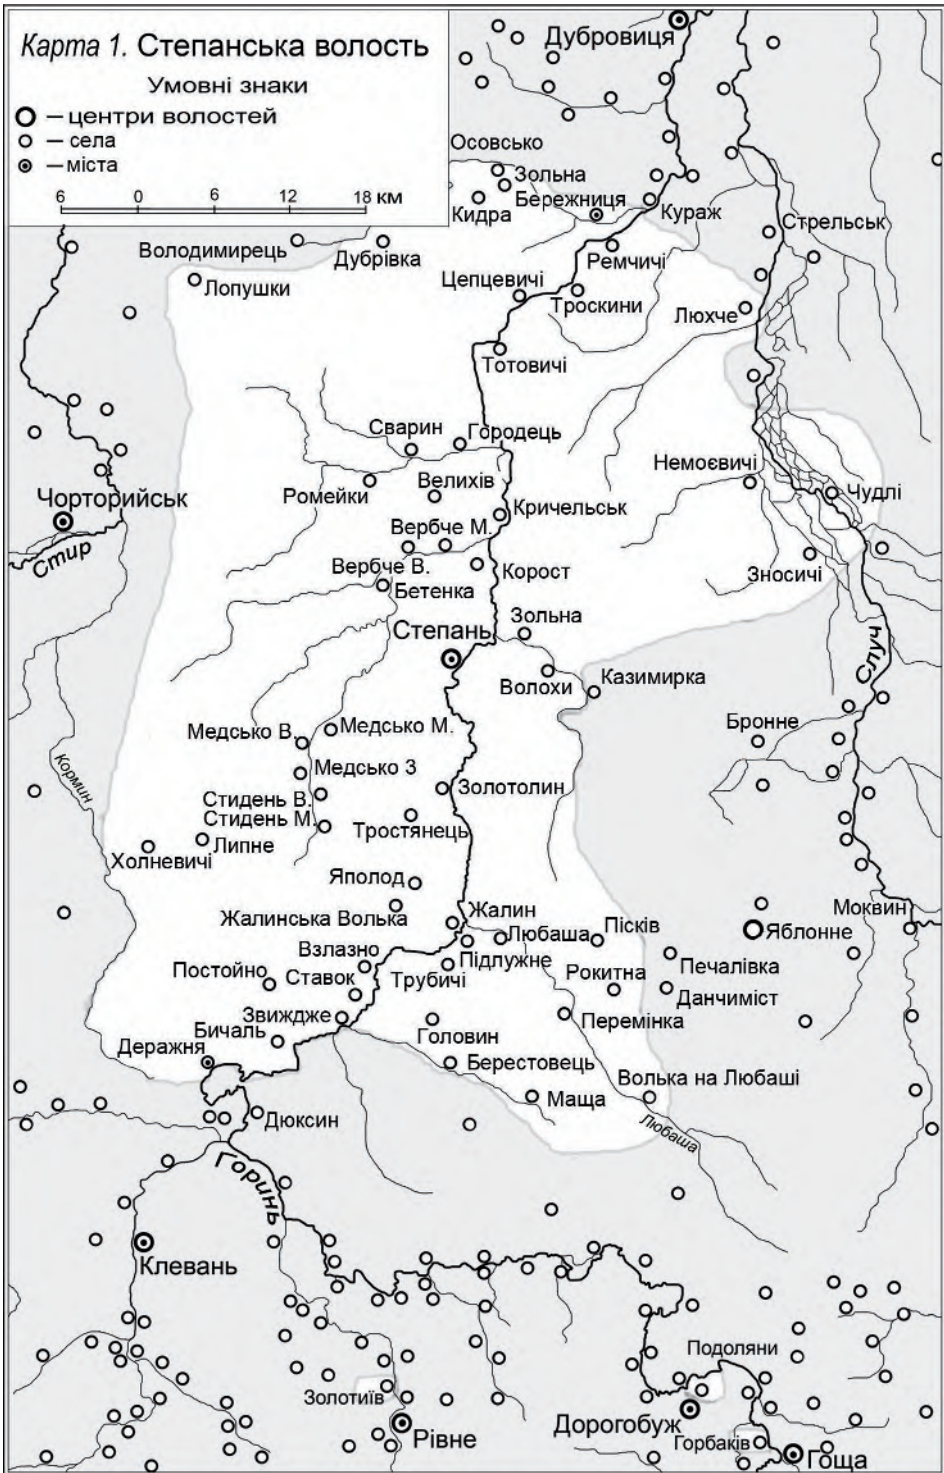 Карта 1. Степанська волость
Умовні знаки
— центри волостей
— села
— міста
6 0 6 12 18 км
Дубровиця
Осовсько
Зольна
Бережниця
Кидра
Кураж
Стрельськ
Володимирець
Дубрівка
Ремчичі
Лопушки
Цепцевичі
Троскини
Люхче
Тотовичі
Сварин
Городець
Немоєвичі
Ромейки
Велихів
Чудлі
Чорторийськ
Кричельськ
Стир
Вербче М.
Вербче В.
Корост
Зносичі
Бетенка
Зольна
Степань
Случ
Волохи
Казимирка
Медсько В.
Медсько М.
Бронне
Кормин
Медсько З
Стидень В.
Золотолин
Стидень М.
Тростянець
Липне
Холневичі
Яполод
Жалинська Волька
Жалин
Моквин
Любаша
Пісків
Яблонне
Взлазно
Підлужне
Постойно
Ставок
Трубичі
Рокитна
Печалівка
Данчиміст
Звиждже
Перемінка
Бичаль
Головин
Деражня
Берестовець
Волька на Любаші
Маща
Дюксин
Любаша
Горинь
Клевань
Подоляни
Золотиїв
Дорогобуж
Рівне
Горбаків
Гоща